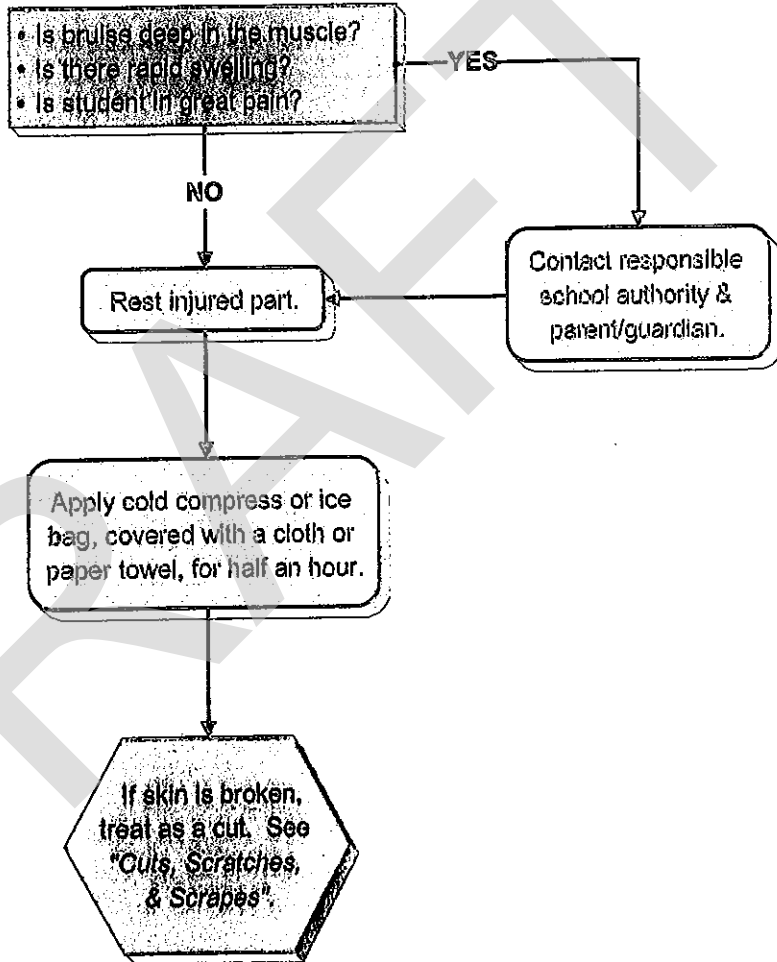 • Is bruise deep in the muscle?
• Is there rapid swelling?
• Is student in great pain?
YES
NO
Contact responsible
school authority &
parent/guardian.
Rest injured part.
Apply cold compress or ice
bag, covered with a cloth or
paper towel, for half an hour.
If skin is broken,
treat as a cut. See
"Cuts, Scratches,
& Scrapes".
RAFT